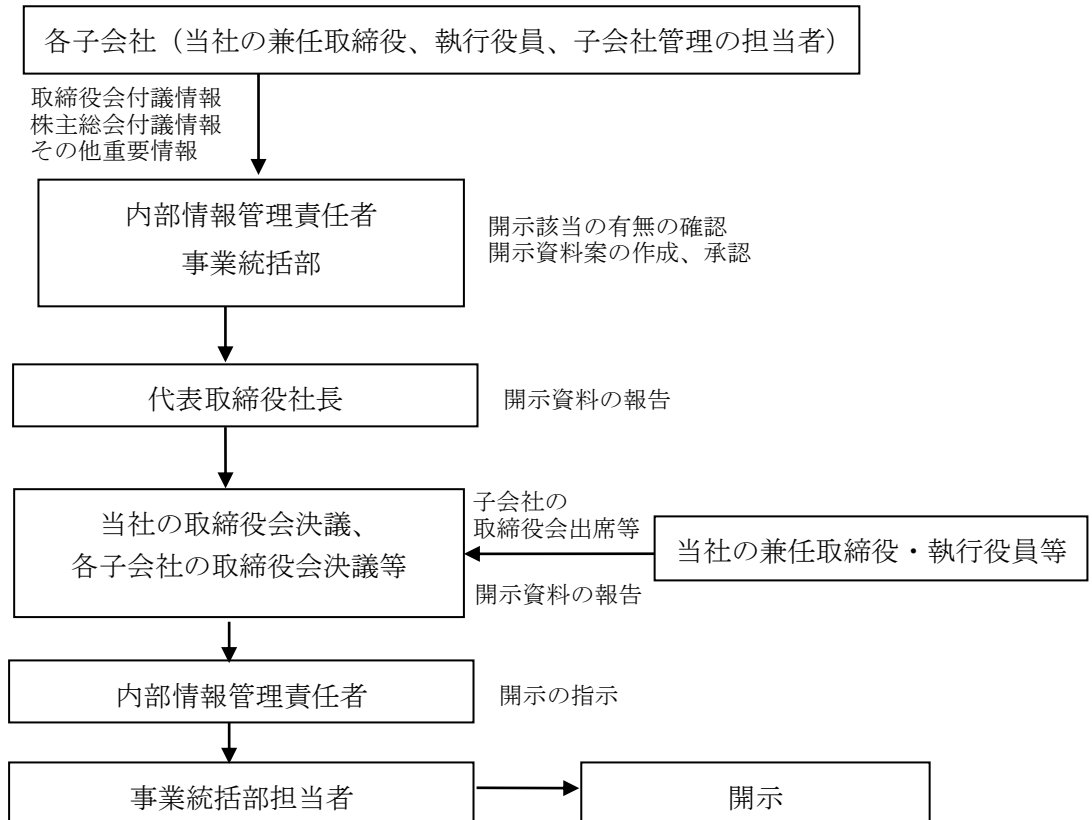 各子会社（当社の兼任取締役、執行役員、子会社管理の担当者）
取締役会付議情報
株主総会付議情報
その他重要情報
内部情報管理責任者
事業統括部
開示該当の有無の確認
開示資料案の作成、承認
代表取締役社長
開示資料の報告
当社の取締役会決議、
各子会社の取締役会決議等
子会社の
取締役会出席等
当社の兼任取締役・執行役員等
開示資料の報告
内部情報管理責任者
開示の指示
事業統括部担当者
開示